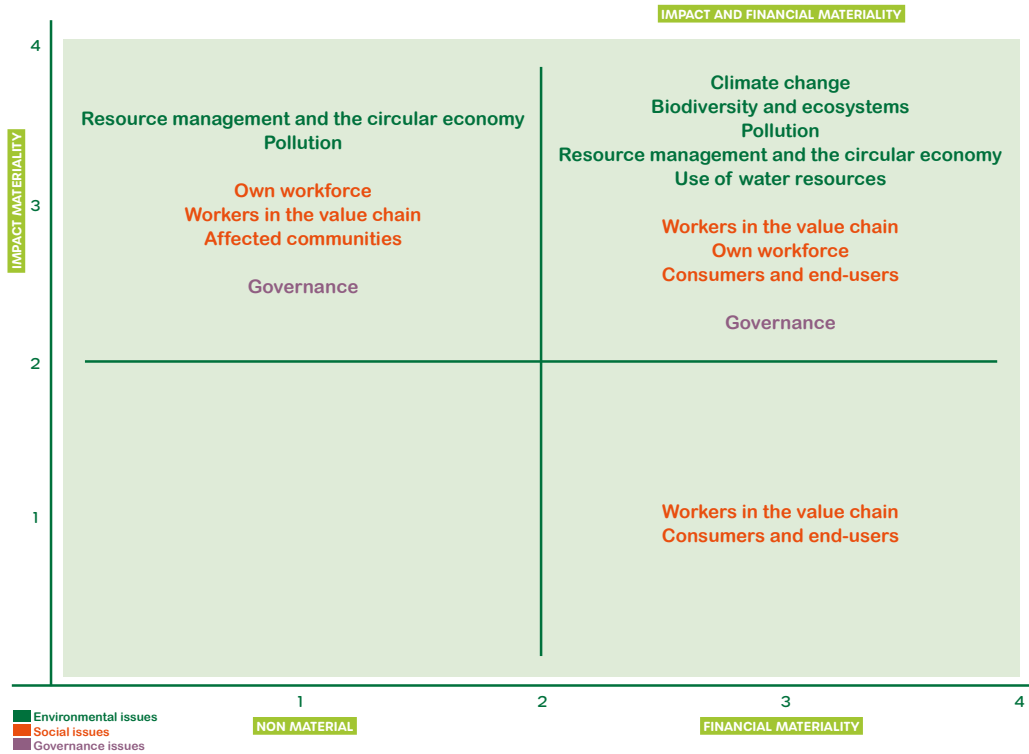 IMPACT AND FINANCIAL MATERIALITY
4
IMPACT MATERIALITY
Resource management and the circular economy
Pollution
Own workforce
Workers in the value chain
Affected communities
Governance
Climate change
Biodiversity and ecosystems
Pollution
Resource management and the circular economy
Use of water resources
Workers in the value chain
Own workforce
Consumers and end-users
Governance
3
2
1
Workers in the value chain
Consumers and end-users
1
2
3
4
NON MATERIAL
FINANCIAL MATERIALITY
Environmental issues
Social issues
Governance issues